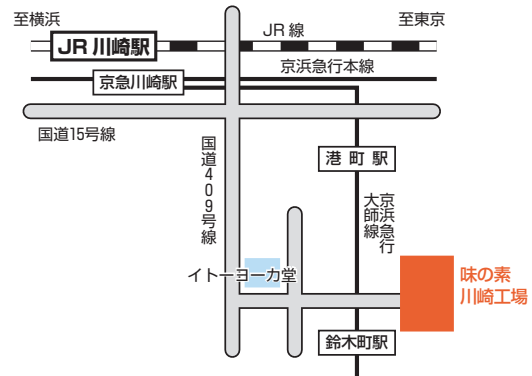 至横浜
JR 線
至東京
JR 川崎駅
京浜急行本線
京急川崎駅
国道15号線
国道409号線
港町駅
京浜急行
大師線
イトーヨーカ堂
味の素
川崎工場
鈴木町駅